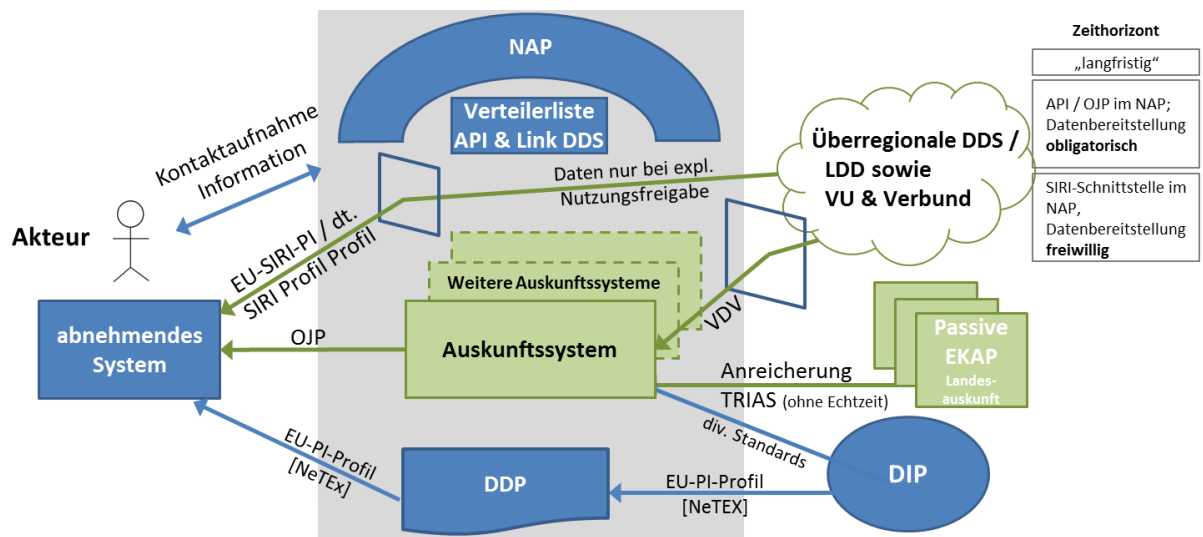 NAP
Verteilerliste
API & Link DDS
Zeithorizont
„langfristig“
API / OJP im NAP;
Datenbereitstellung
obligatorisch
SIRI-Schnittstelle im
NAP,
Datenbereitstellung
freiwillig
Kontaktaufnahme
Information
Daten nur bei expl.
Nutzungsfreigabe
Überregionale DDS /
LDD sowie
VU & Verbund
Akteur
EU-SIRI-PI / dt.
SIRI Profil Profil
Weitere Auskunftssysteme
VDV
abnehmendes
System
OJP
Auskunftssystem
Passive
EKAP
Landes-
auskunft
Anreicherung
TRIAS (ohne Echtzeit)
div. Standards
EU-PI-Profil
[NeTEx]
DDP
EU-PI-Profil
[NeTEX]
DIP